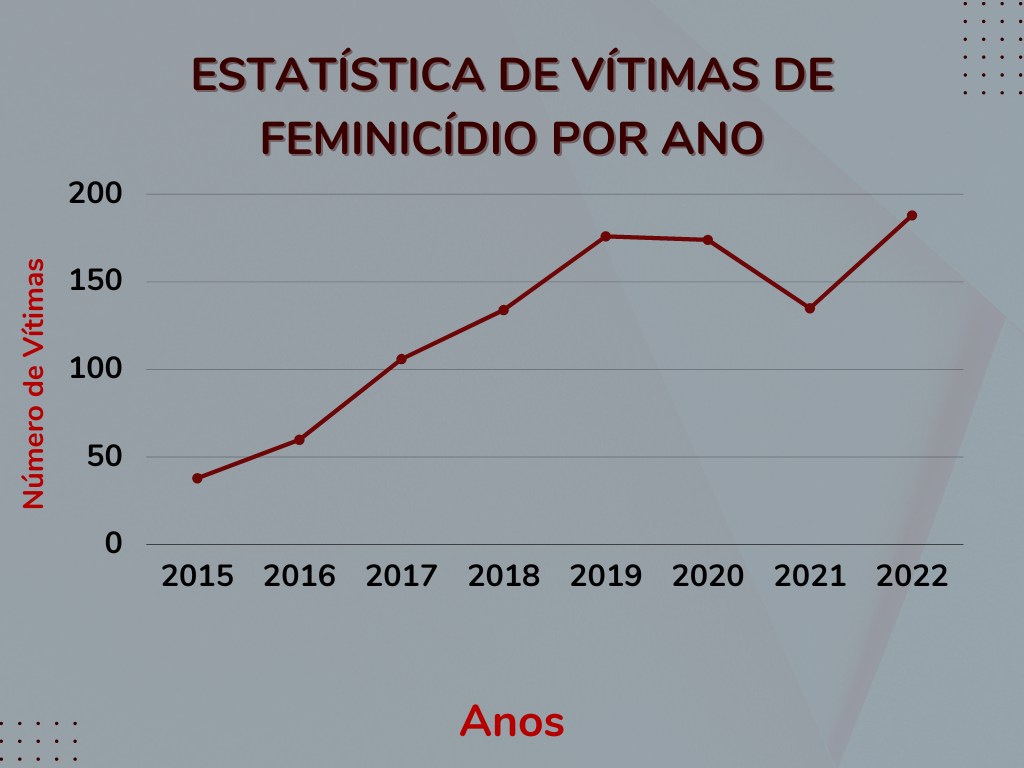 ESTATÍSTICA DE VÍTIMAS DE
FEMINICÍDIO POR ANO
Número de Vítimas
200
150
100
50
0
2015 2016 2017 2018 2019 2020 2021 2022
Anos